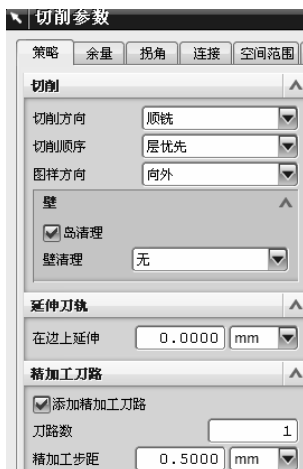 切削参数
策略 余量 拐角 连接 空间范围
切削
切削方向 顺铣
切削顺序 层优先
图样方向 向外
壁
岛清理
壁清理 无
延伸刀轨
在边上延伸 0.0000 mm
精加工刀路
添加精加工刀路
刀路数 1
精加工步距 0.5000 mm